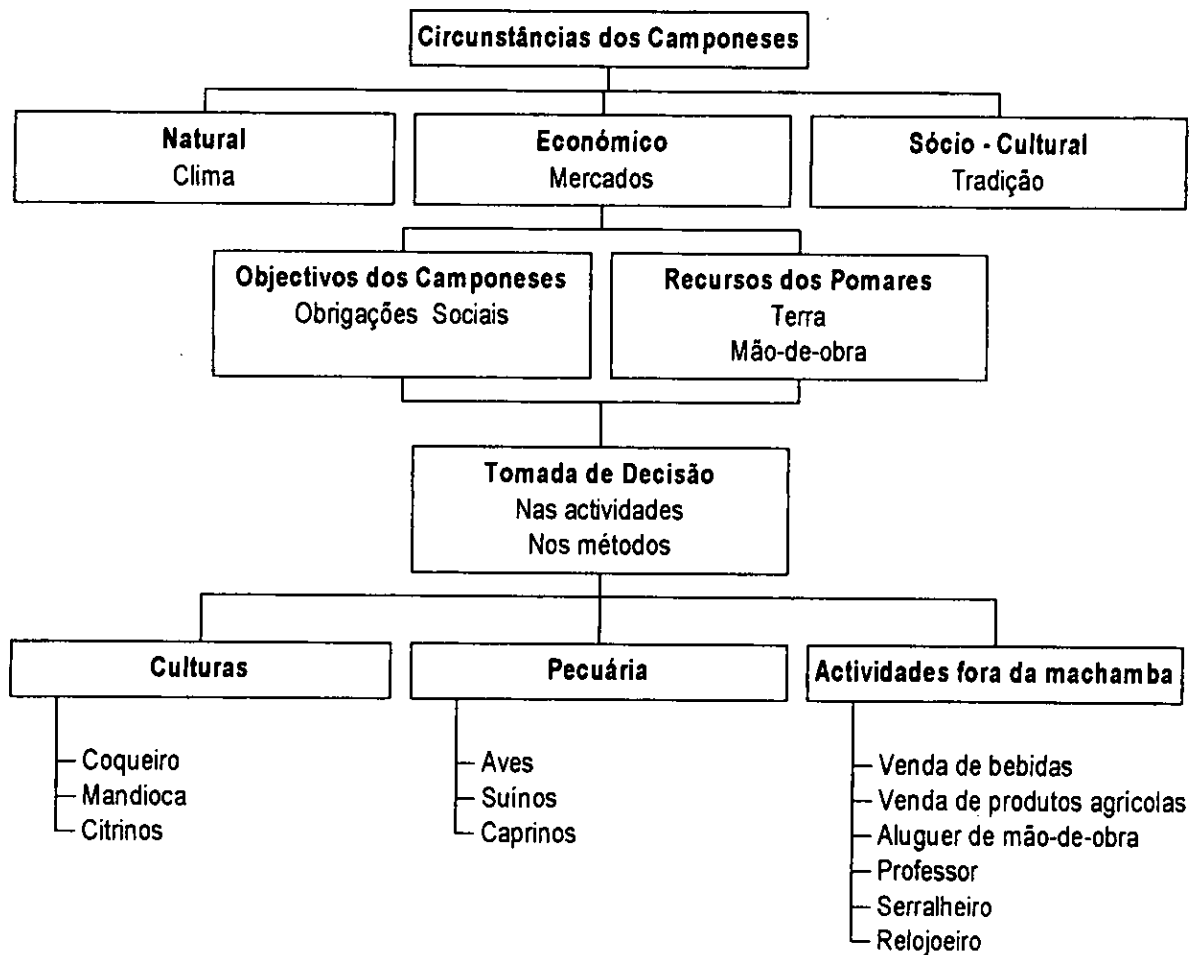 Circunstâncias dos Camponeses
Natural
Clima
Económico
Mercados
Sócio - Cultural
Tradição
Objectivos dos Camponeses
Obrigações Sociais
Recursos dos Pomares
Terra
Mão-de-obra
Tomada de Decisão
Nas actividades
Nos métodos
Culturas
Coqueiro
Mandioca
Citrinos
Pecuária
Aves
Suínos
Caprinos
Actividades fora da machamba
Venda de bebidas
Venda de produtos agricolas
Aluguer de mão-de-obra
Professor
Serralheiro
Relojoeiro